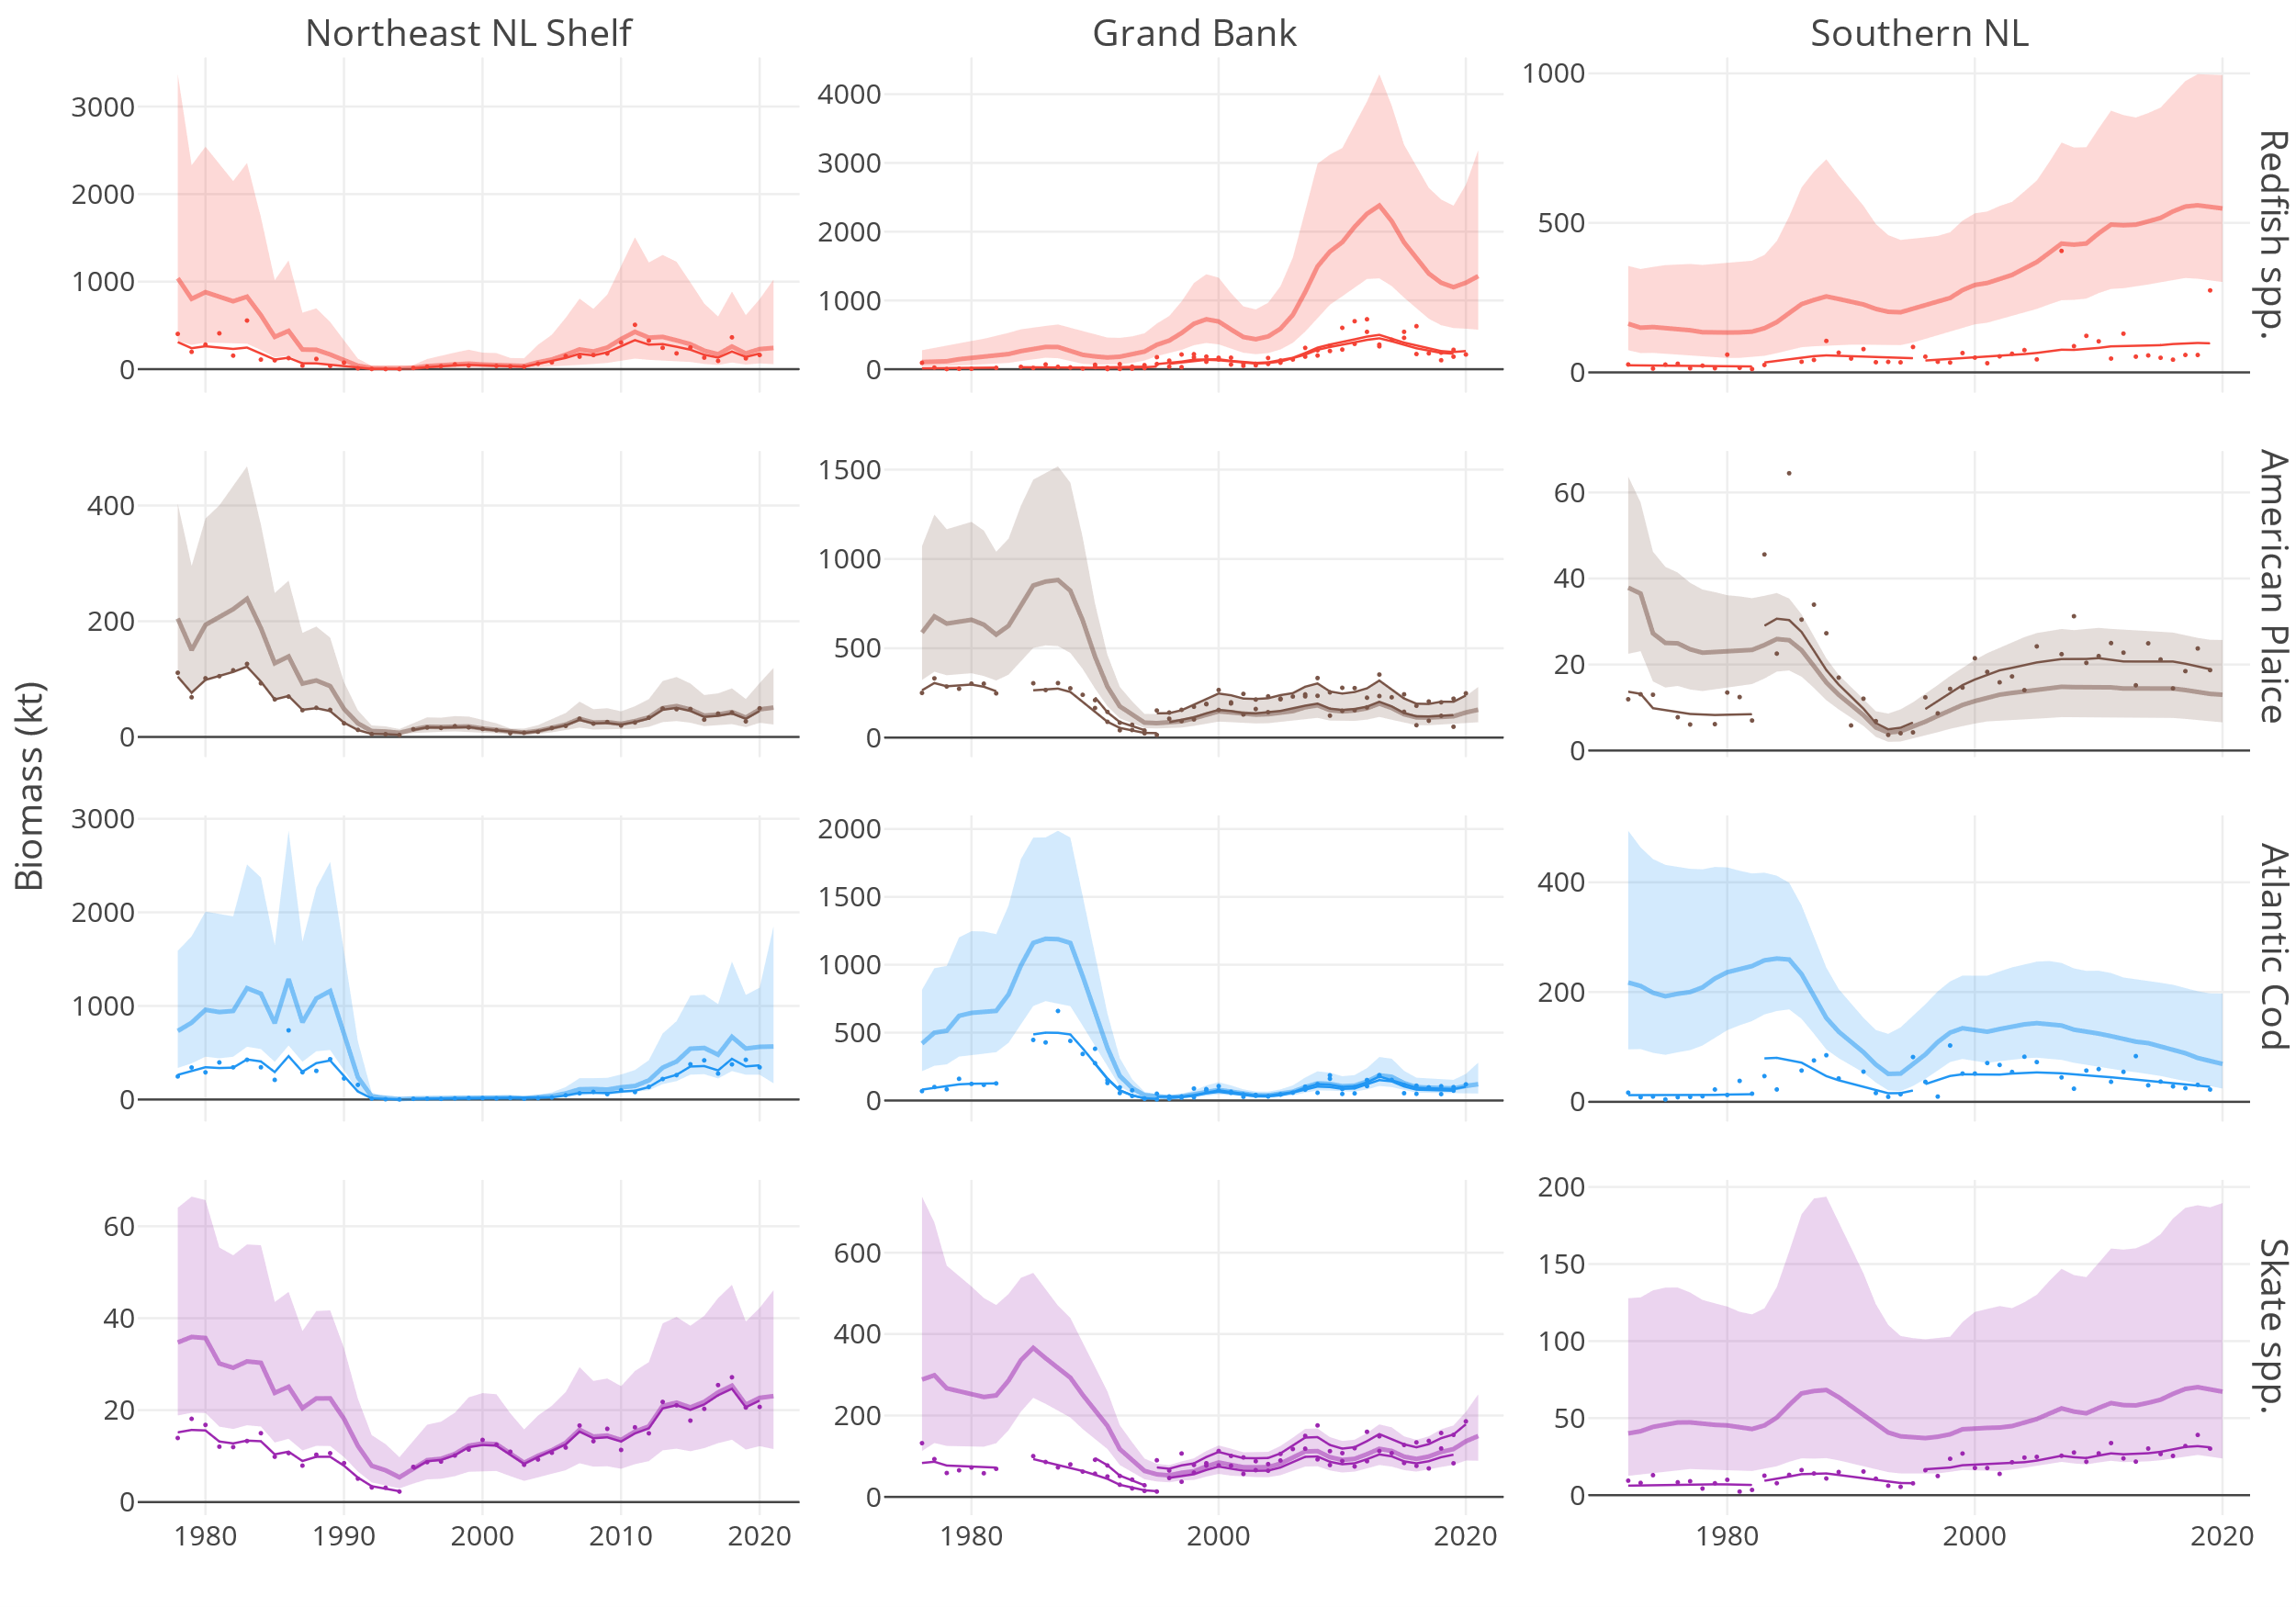 Northeast NL Shelf Grand Bank Southern NL
Biomass (kt)
3000 4000 1000
2000 3000 500
1000 2000 0
0 1000
0
Redfish spp.
400 1500 60
200 1000 40
0 500 20
0 0
American Plaice
3000 2000 400
2000 1500 200
1000 1000 0
0 500
0
Atlantic Cod
60 600 200
40 400 150
20 200 100
0 0 50
0
Skate spp.
1980 1990 2000 2010 2020 1980 2000 2020 1980 2000 2020